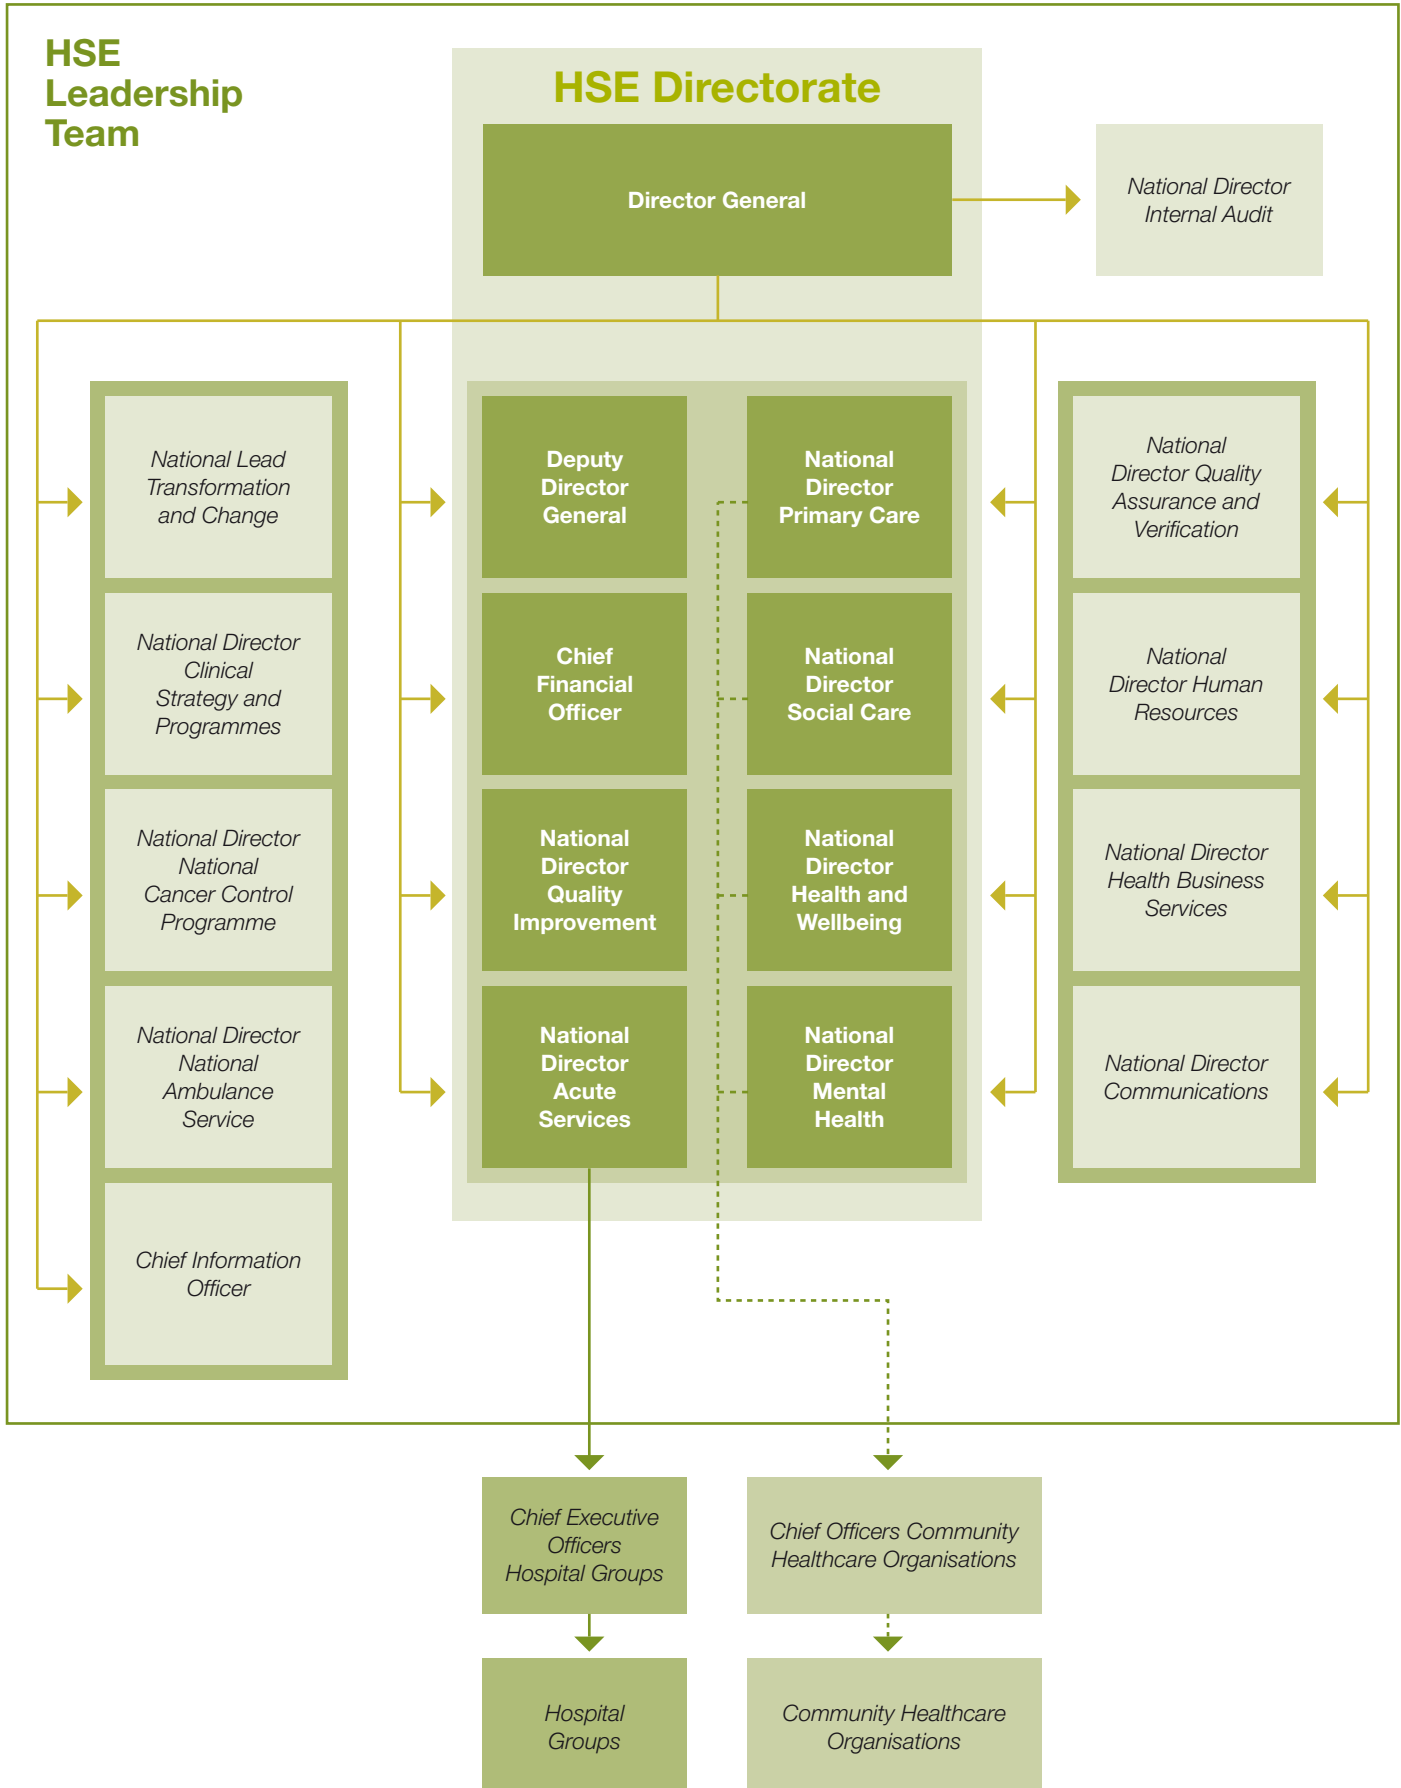 HSE
Leadership
Team
HSE Directorate
Director General
National Director
Internal Audit
National Lead
Transformation
and Change
National Director
Clinical
Strategy and
Programmes
National Director
National
Cancer Control
Programme
National Director
National
Ambulance
Service
Chief Information
Officer
Deputy
Director
General
Chief
Financial
Officer
National
Director
Quality
Improvement
National
Director
Acute
Services
National
Director
Primary Care
National
Director
Social Care
National
Director
Health and
Wellbeing
National
Director
Mental
Health
National
Director Quality
Assurance and
Verification
National
Director Human
Resources
National Director
Health Business
Services
National Director
Communications
Chief Executive
Officers
Hospital Groups
Chief Officers Community
Healthcare Organisations
Hospital
Groups
Community Healthcare
Organisations